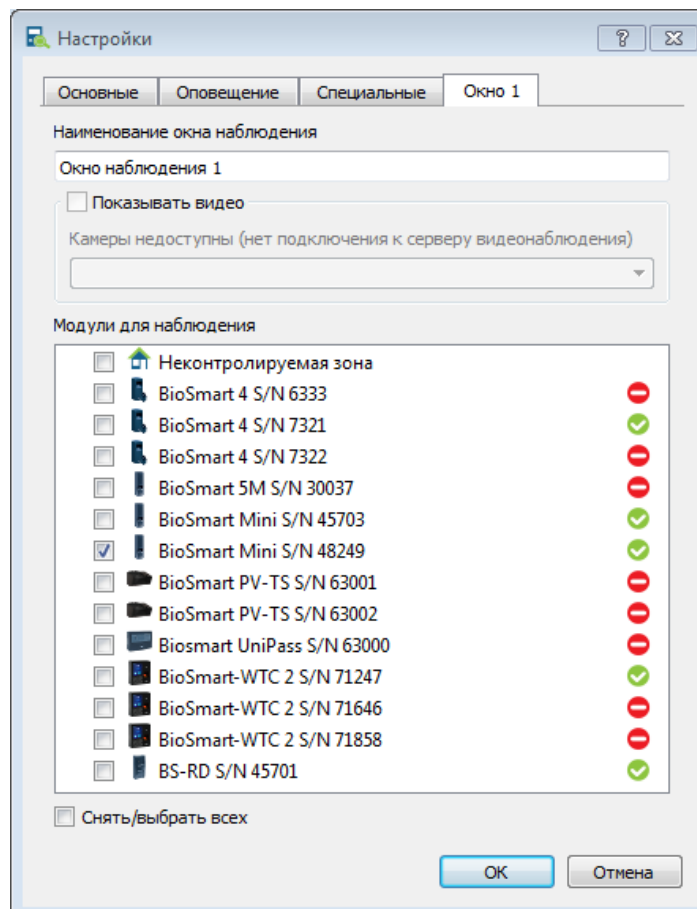 Настройки
Основные Оповещение Специальные Окно 1
Наименование окна наблюдения
Окно наблюдения 1
Показывать видео
Камеры недоступны (нет подключения к серверу видеонаблюдения)
Модули для наблюдения
Неконтролируемая зона
BioSmart 4 S/N 6333
BioSmart 4 S/N 7321
BioSmart 4 S/N 7322
BioSmart 5M S/N 30037
BioSmart Mini S/N 45703
BioSmart Mini S/N 48249
BioSmart PV-TS S/N 63001
BioSmart PV-TS S/N 63002
Biosmart UniPass S/N 63000
BioSmart-WTC 2 S/N 71247
BioSmart-WTC 2 S/N 71646
BioSmart-WTC 2 S/N 71858
BS-RD S/N 45701
Снять/выбрать всех
ОК Отмена